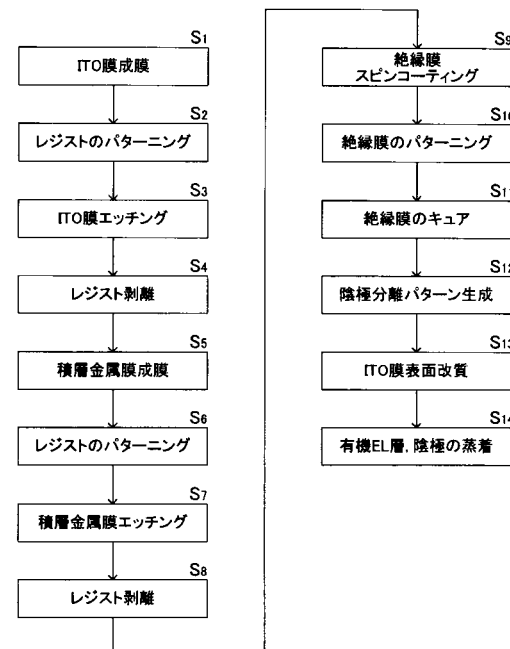 S1
ITO膜成膜
S2
レジストのパターニング
S3
ITO膜エッチング
S4
レジスト剥離
S5
積層金属膜成膜
S6
レジストのパターニング
S7
積層金属膜エッチング
S8
レジスト剥離
S9
絶縁膜
スピンコーティング
S10
絶縁膜のパターニング
S11
絶縁膜のキュア
S12
陰極分離パターン生成
S13
ITO膜表面改質
S14
有機EL層,陰極の蒸着